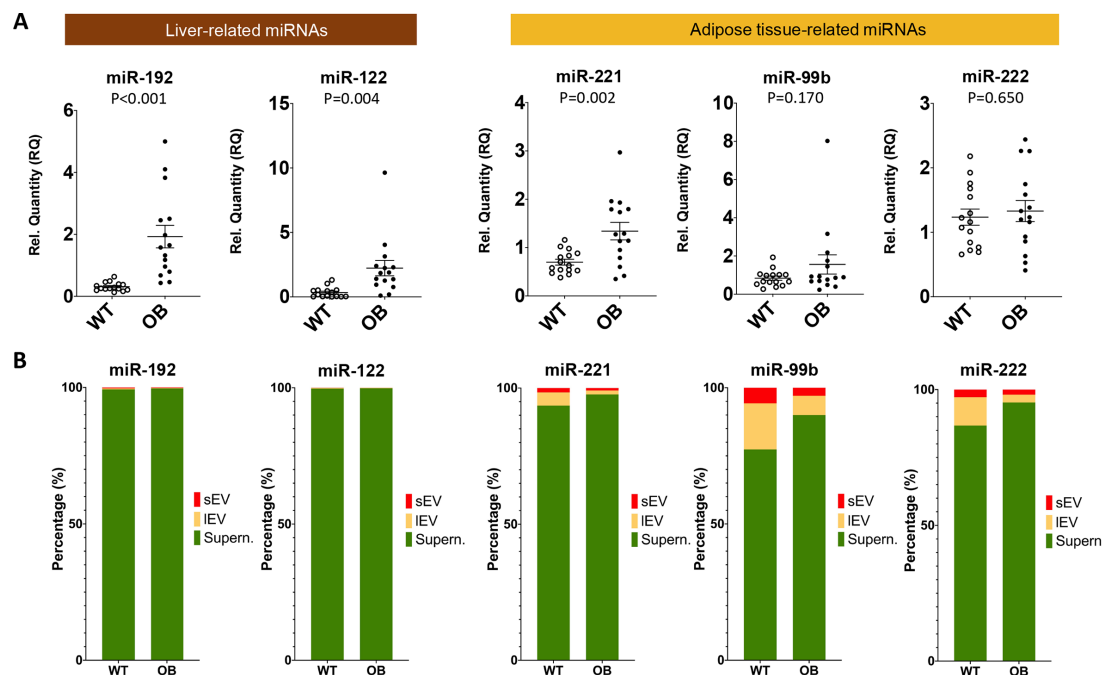 A
Liver-related miRNAs
Adipose tissue-related miRNAs
miR-192
P<0.001
Rel. Quantity (RQ)
6
4
2
0
WT
OB
miR-122
P=0.004
Rel. Quantity (RQ)
15
10
5
0
WT
OB
miR-221
P=0.002
Rel. Quantity (RQ)
4
3
2
1
0
WT
OB
miR-99b
P=0.170
Rel. Quantity (RQ)
10
8
6
4
2
0
WT
OB
miR-222
P=0.650
Rel. Quantity (RQ)
3
2
1
0
WT
OB
B
miR-192
Percentage (%)
100
50
0
WT
OB
sEV
lEV
Supern.
miR-122
Percentage (%)
100
50
0
WT
OB
sEV
lEV
Supern.
miR-221
Percentage (%)
100
50
0
WT
OB
sEV
lEV
Supern.
miR-99b
Percentage (%)
100
50
0
WT
OB
sEV
lEV
Supern.
miR-222
Percentage (%)
100
50
0
WT
OB
sEV
lEV
Supern